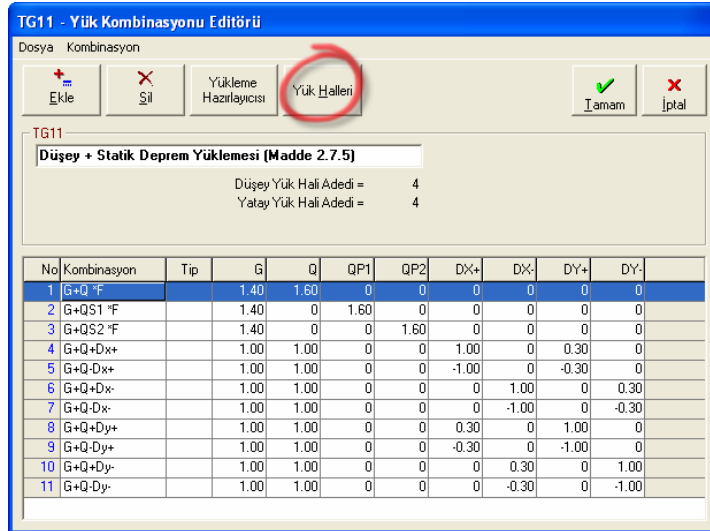 TG11 - Yük Kombinasyonu Editörü
Dosya Kombinasyon
Ekle Sil Yükleme Hazırlayıcısı Yük Halleri Tamam İptal
TG11
Düşey + Statik Deprem Yüklemesi (Madde 2.7.5)
Düşey Yük Hali Adedi = 4
Yatay Yük Hali Adedi = 4
No Kombinasyon Tip G Q QP1 QP2 DX+ DX- DY+ DY-
1 G+Q *F 1.40 1.60 0 0 0 0 0 0
2 G+QS1 *F 1.40 0 1.60 0 0 0 0 0
3 G+QS2 *F 1.40 0 0 1.60 0 0 0 0
4 G+Q+Dx+ 1.00 1.00 0 0 1.00 0 0.30 0
5 G+Q-Dx+ 1.00 1.00 0 0 -1.00 0 -0.30 0
6 G+Q+Dx- 1.00 1.00 0 0 0 1.00 0 0.30
7 G+Q-Dx- 1.00 1.00 0 0 0 -1.00 0 -0.30
8 G+Q+Dy+ 1.00 1.00 0 0 0.30 0 1.00 0
9 G+Q-Dy+ 1.00 1.00 0 0 -0.30 0 -1.00 0
10 G+Q+Dy- 1.00 1.00 0 0 0 0.30 0 1.00
11 G+Q-Dy- 1.00 1.00 0 0 0 -0.30 0 -1.00